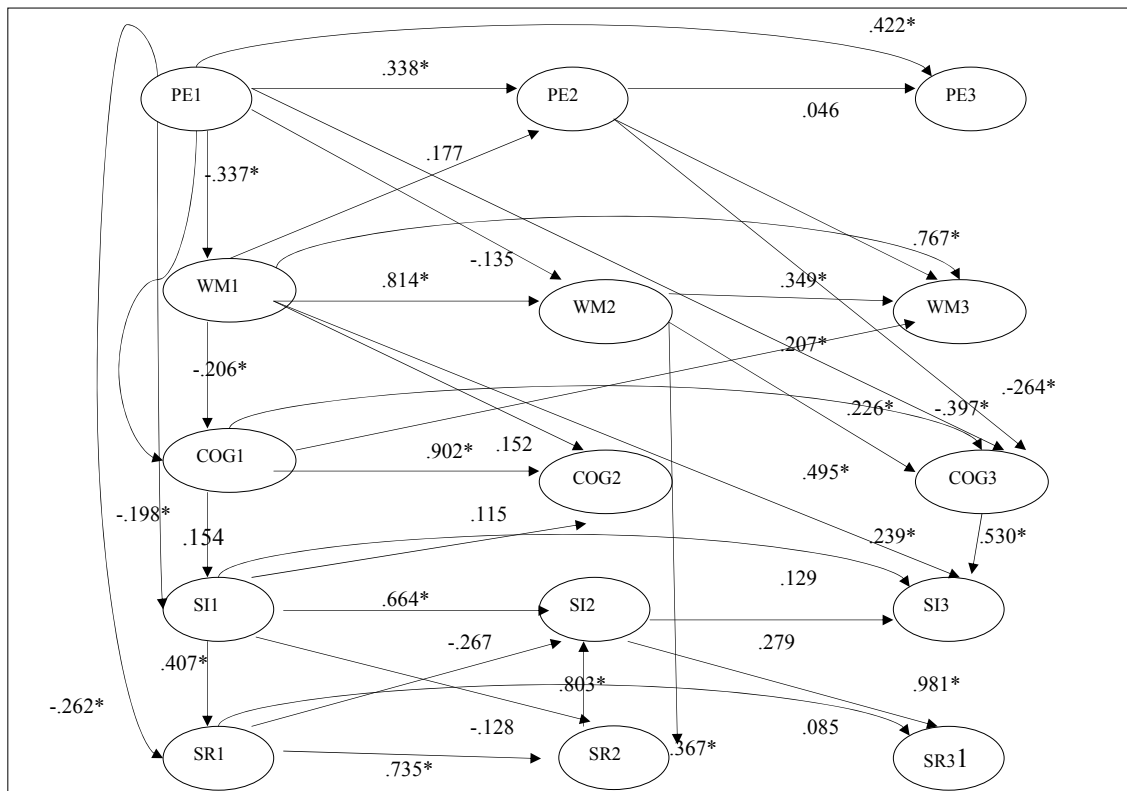 .422*
.338*
PE1
PE2
PE3
.046
.177
-.337*
.767*
-.135
.814*
.349*
WM1
WM2
WM3
.207*
-.206*
.-264*
.226*
-.397*
.902*
.152
COG1
COG2
COG3
.495*
-.198*
.115
.154
.239*
.530*
.129
SI1
.664*
SI2
SI3
-.267
.279
.407*
.803*
.981*
-.262*
-.128
.085
SR1
.735*
SR2
.367*
SR31